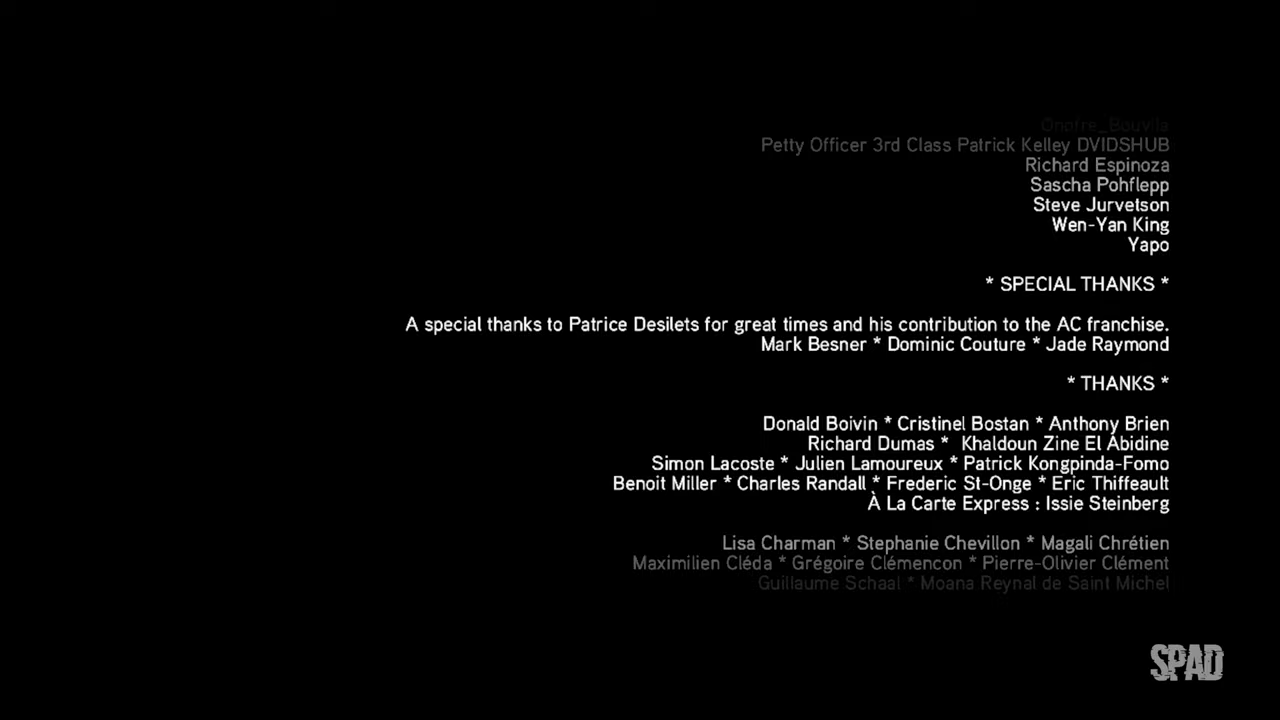 Onofre_Bouvila
Petty Officer 3rd Class Patrick Kelley DVIDSHUB
Richard Espinoza
Sascha Pohflepp
Steve Jurvetson
Wen-Yan King
Yapo
* SPECIAL THANKS *
A special thanks to Patrice Desilets for great times and his contribution to the AC franchise.
Mark Besner * Dominic Couture * Jade Raymond
* THANKS *
Donald Boivin * Cristinel Bostan * Anthony Brien
Richard Dumas * Khaldoun Zine El Abidine
Simon Lacoste * Julien Lamoureux * Patrick Kongpinda-Fomo
Benoit Miller * Charles Randall * Frederic St-Onge * Eric Thiffeault
À La Carte Express : Issie Steinberg
Lisa Charman * Stephanie Chevillon * Magali Chrétien
Maximilien Cléda * Grégoire Clémencon * Pierre-Olivier Clément
Guillaume Schaal * Moana Reynal de Saint Michel
SPAD